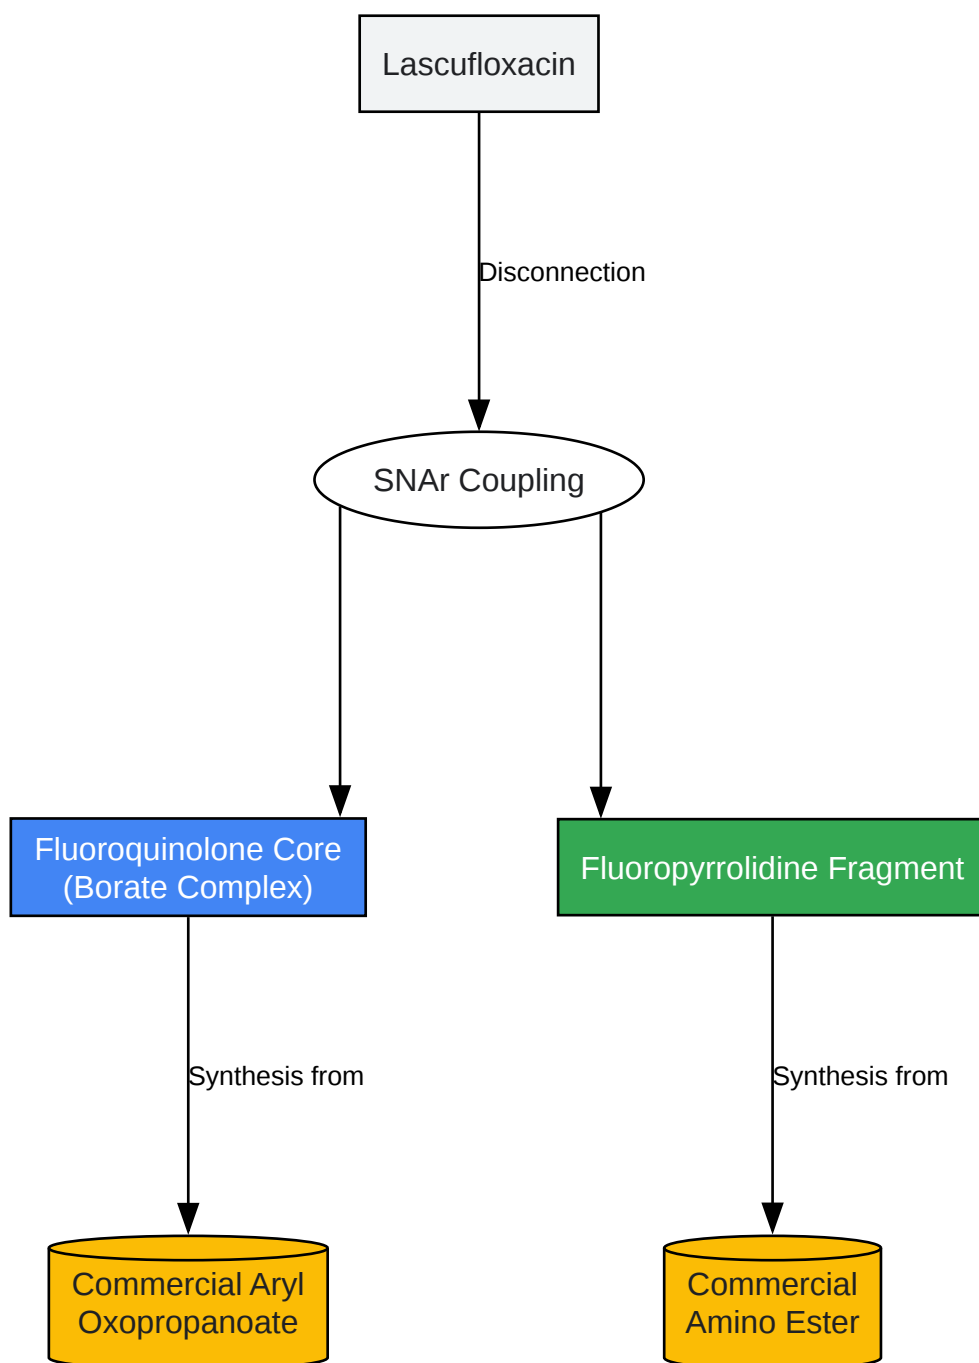 Lascufloxacin
Disconnection
SNAr Coupling
Fluoroquinolone Core
(Borate Complex)
Fluoropyrrolidine Fragment
Synthesis from
Synthesis from
Commercial Aryl
Oxopropanoate
Commercial
Amino Ester